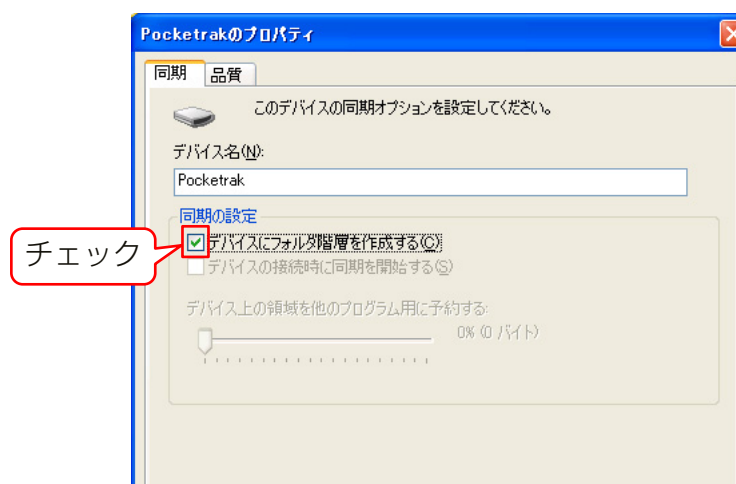 Pocketrakのプロパティ
同期 品質
このデバイスの同期オプションを設定してください。
デバイス名(N):
Pocketrak
同期の設定
チェック
デバイスにフォルダ階層を作成する(C)
デバイスの接続時に同期を開始する(S)
デバイス上の領域を他のプログラム用に予約する:
0% (0 バイト)